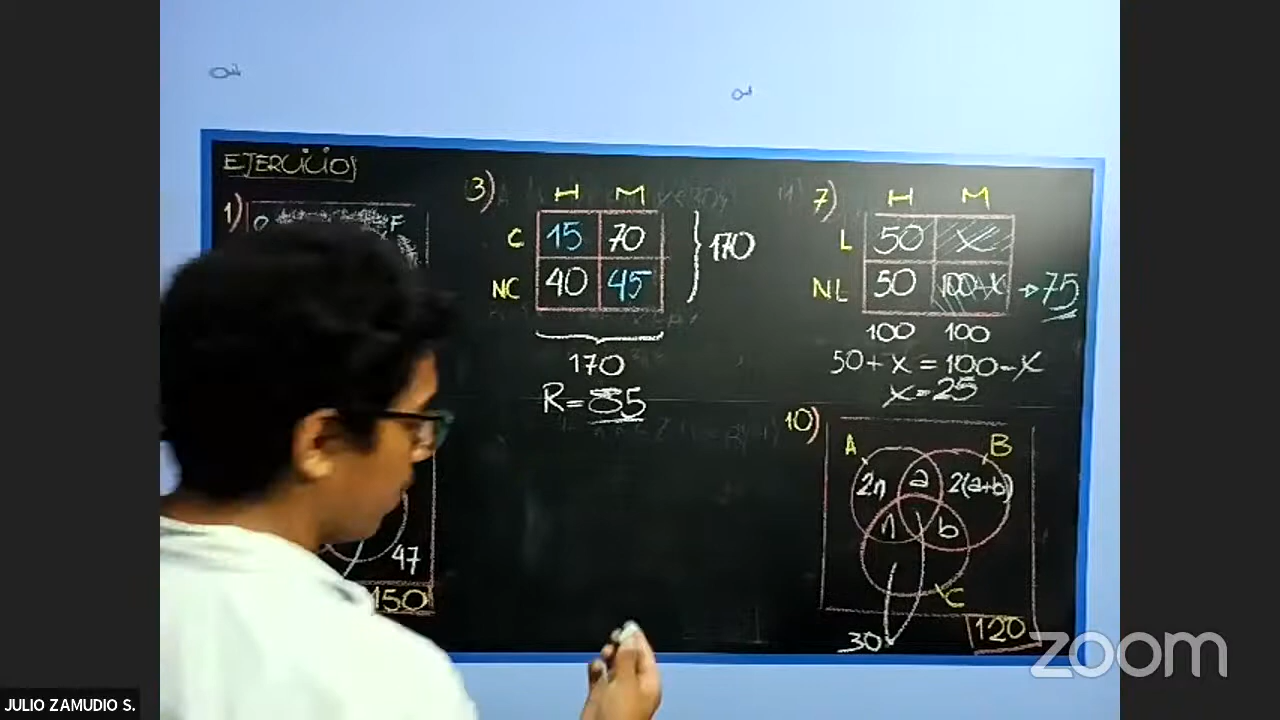 EJERCICIOS
1)
O F
47
150
3)
H M
C 15 70
NC 40 45
170
170
R=85
7)
H M
L 50 x
NL 50 100-x → 75
100 100
50 + x = 100 - x
x = 25
10)
A B
2n a 2(a+b)
n b
C
30
120
zoom
JULIO ZAMUDIO S.